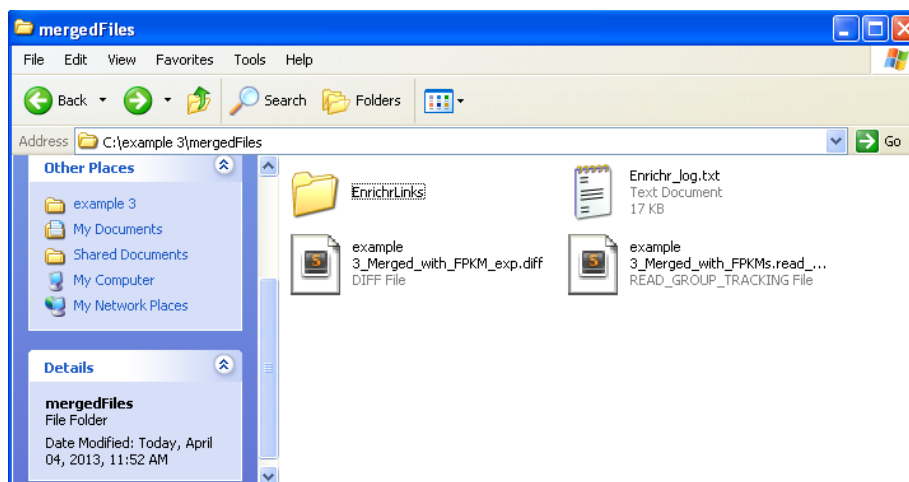 mergedFiles
File Edit View Favorites Tools Help
Back Search Folders
Address C:\example 3\mergedFiles Go
Other Places
example 3
My Documents
Shared Documents
My Computer
My Network Places
Details
mergedFiles
File Folder
Date Modified: Today, April
04, 2013, 11:52 AM
EnrichrLinks
Enrichr_log.txt
Text Document
17 KB
example
3_Merged_with_FPKM_exp.diff
DIFF File
example
3_Merged_with_FPKMs.read_...
READ_GROUP_TRACKING File